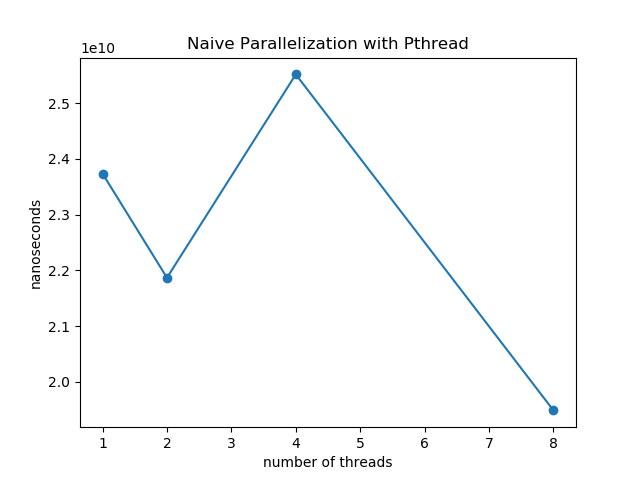 Naive Parallelization with Pthread
1e10
2.5
2.4
2.3
2.2
2.1
2.0
nanoseconds
1 2 3 4 5 6 7 8
number of threads